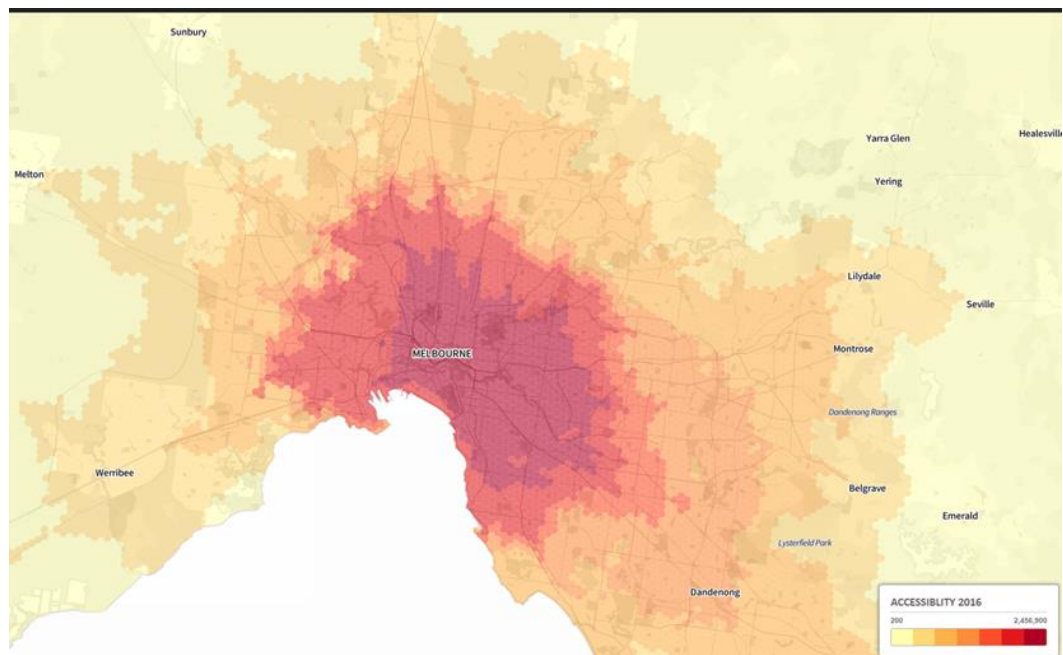 Sunbury
Yarra Glen
Healesville
Melton
Yering
Lilydale
Seville
MELBOURNE
Montrose
Dandenong Ranges
Werribee
Belgrave
Emerald
Lysterfield Park
Dandenong
ACCESSIBLITY 2016
200 2,456,900